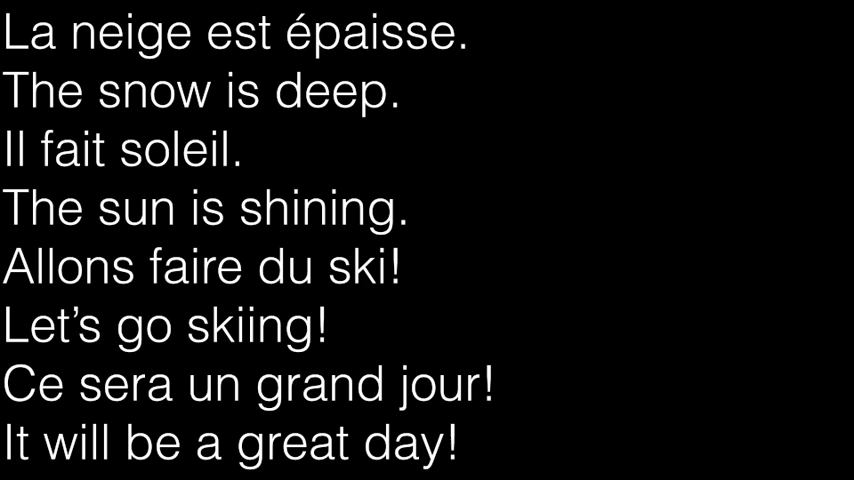 La neige est épaisse.
The snow is deep.
Il fait soleil.
The sun is shining.
Allons faire du ski!
Let’s go skiing!
Ce sera un grand jour!
It will be a great day!